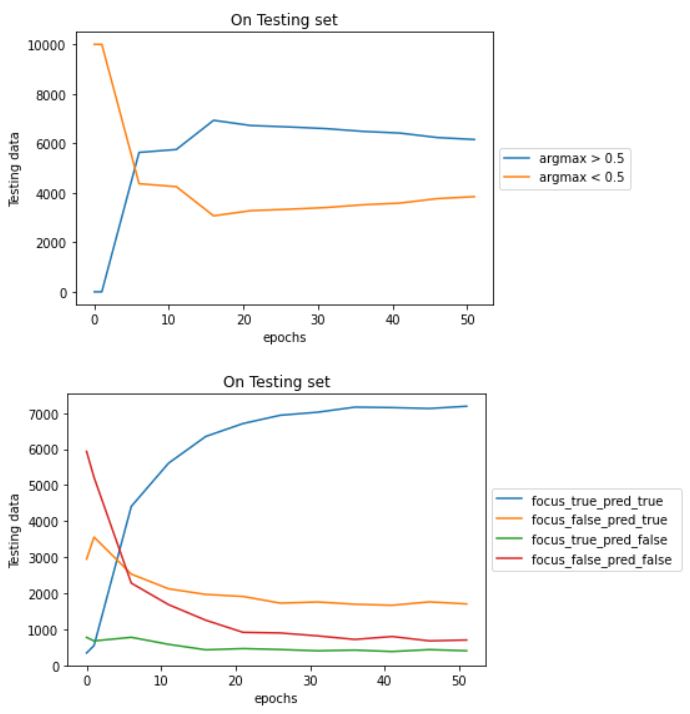 On Testing set
10000
8000
6000
4000
2000
0
Testing data
0 10 20 30 40 50
epochs
argmax > 0.5
argmax < 0.5
On Testing set
7000
6000
5000
4000
3000
2000
1000
0
Testing data
0 10 20 30 40 50
epochs
focus_true_pred_true
focus_false_pred_true
focus_true_pred_false
focus_false_pred_false